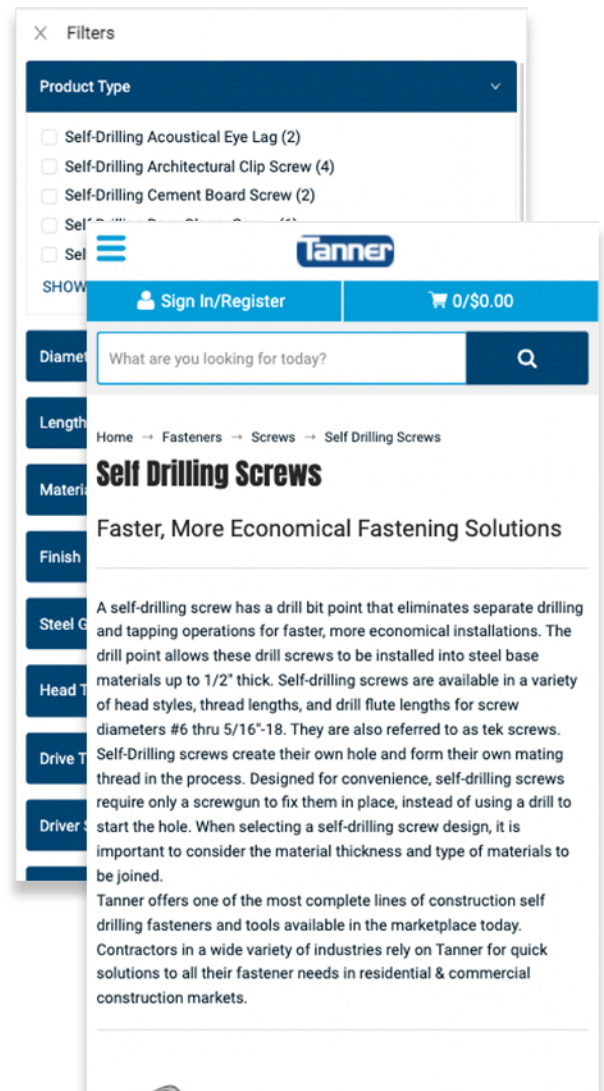 Filters
Product Type
Self-Drilling Acoustical Eye Lag (2)
Self-Drilling Architectural Clip Screw (4)
Self-Drilling Cement Board Screw (2)
SHOW
Length
Finish
Steel
Head
Drive
Driver
Tanner
Sign In/Register
0/$0.00
What are you looking for today?
Home → Fasteners → Screws → Self Drilling Screws
Self Drilling Screws
Faster, More Economical Fastening Solutions
A self-drilling screw has a drill bit point that eliminates separate drilling
and tapping operations for faster, more economical installations. The
drill point allows these drill screws to be installed into steel base
materials up to 1/2" thick. Self-drilling screws are available in a variety
of head styles, thread lengths, and drill flute lengths for screw
diameters #6 thru 5/16"-18. They are also referred to as tek screws.
Self-Drilling screws create their own hole and form their own mating
thread in the process. Designed for convenience, self-drilling screws
require only a screwgun to fix them in place, instead of using a drill to
start the hole. When selecting a self-drilling screw design, it is
important to consider the material thickness and type of materials to
be joined.
Tanner offers one of the most complete lines of construction self
drilling fasteners and tools available in the marketplace today.
Contractors in a wide variety of industries rely on Tanner for quick
solutions to all their fastener needs in residential & commercial
construction markets.